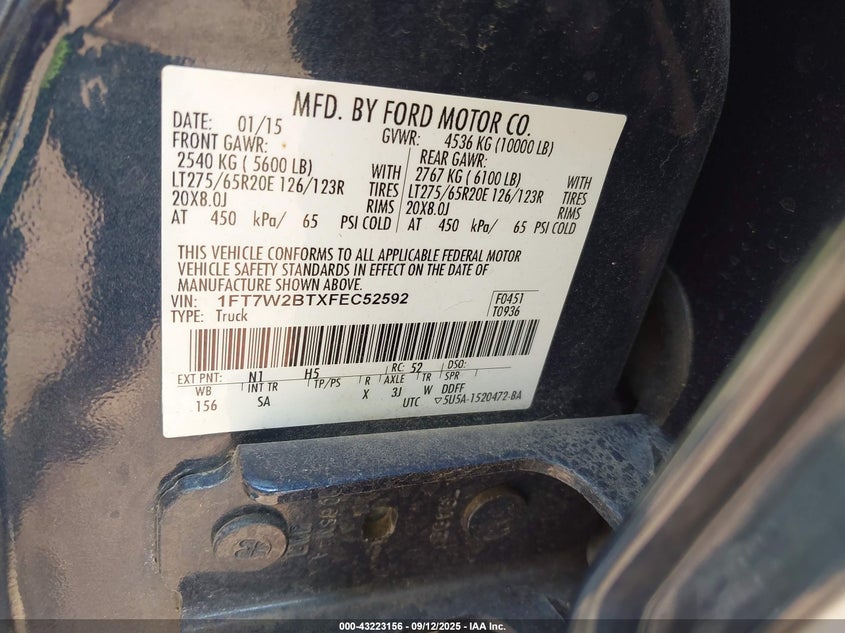 MFD. BY FORD MOTOR CO.
DATE: 01/15 GVWR: 4536 KG (10000 LB)
FRONT GAWR: REAR GAWR:
2540 KG ( 5600 LB) WITH 2767 KG ( 6100 LB) WITH
LT275/65R20E 126/123R TIRES LT275/65R20E 126/123R TIRES
20X8.0J RIMS 20X8.0J RIMS
AT 450 kPa/ 65 PSI COLD AT 450 kPa/ 65 PSI COLD
THIS VEHICLE CONFORMS TO ALL APPLICABLE FEDERAL MOTOR
VEHICLE SAFETY STANDARDS IN EFFECT ON THE DATE OF
MANUFACTURE SHOWN ABOVE.
VIN: 1FT7W2BTXFEC52592 F0451
TYPE: Truck T0936
EXT PNT: N1 H5 RC: 52 DSO:
WB INT TR TP/PS R AXLE TR SPR
156 SA X 3J W DDFF
UTC ▽5U5A-1520472-BA
000-43223156 - 09/12/2025 - IAA Inc.